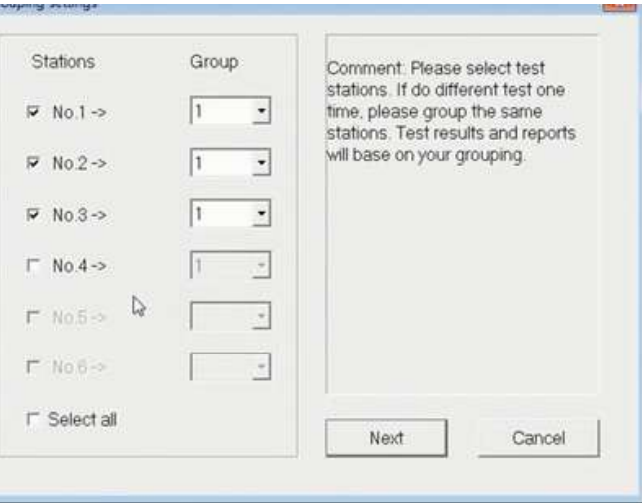 Stations Group
No.1 -> 1
No.2 -> 1
No.3 -> 1
No.4 -> 1
No.5 ->
No.6 ->
Select all
Comment: Please select test
stations. If do different test one
time, please group the same
stations. Test results and reports
will base on your grouping.
Next Cancel